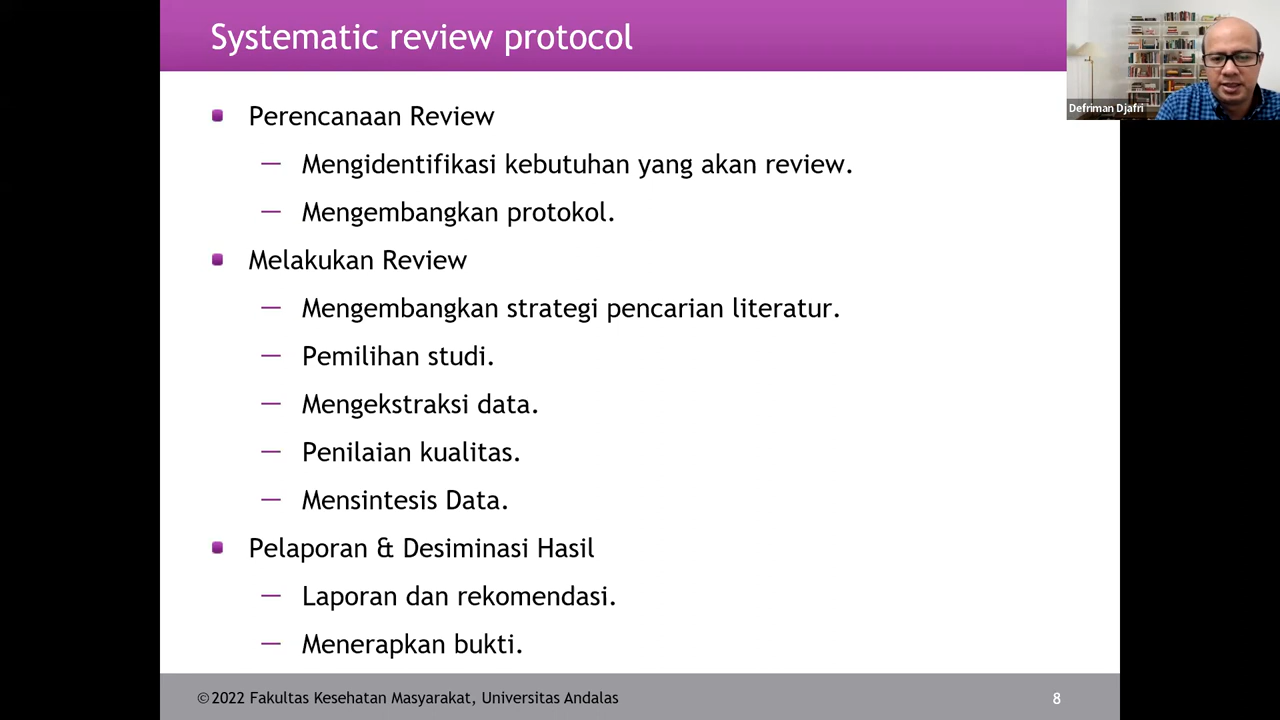 Systematic review protocol
Defriman Djafri
Perencanaan Review
— Mengidentifikasi kebutuhan yang akan review.
— Mengembangkan protokol.
Melakukan Review
— Mengembangkan strategi pencarian literatur.
— Pemilihan studi.
— Mengekstraksi data.
— Penilaian kualitas.
— Mensintesis Data.
Pelaporan & Desiminasi Hasil
— Laporan dan rekomendasi.
— Menerapkan bukti.
©2022 Fakultas Kesehatan Masyarakat, Universitas Andalas
8